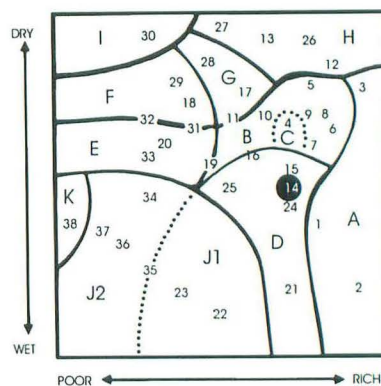 DRY
I 30 27 13 26 H
28 12
F 29 G 5 3
18 17 10 4 9 8
32 31 11 B C 6
E 20 7
33 19 16
15
K 34 25 14
24
38 37 1 A
36 D
35 J1
J2 23 21 2
22
WET
POOR RICH